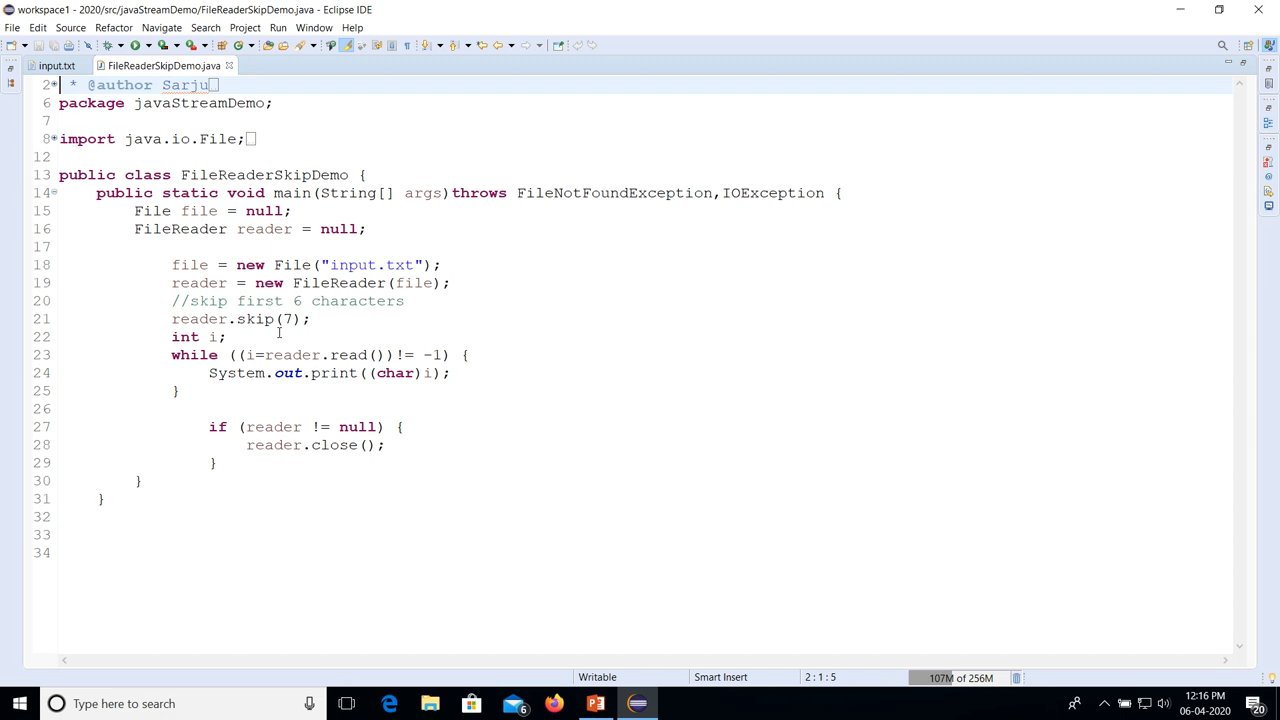 workspace1 - 2020/src/javaStreamDemo/FileReaderSkipDemo.java - Eclipse IDE
File Edit Source Refactor Navigate Search Project Run Window Help
input.txt FileReaderSkipDemo.java
2 * @author Sarju
6 package javaStreamDemo;
7
8 import java.io.File;
12
13 public class FileReaderSkipDemo {
14 public static void main(String[] args)throws FileNotFoundException,IOException {
15 File file = null;
16 FileReader reader = null;
17
18 file = new File("input.txt");
19 reader = new FileReader(file);
20 //skip first 6 characters
21 reader.skip(7);
22 int i;
23 while ((i=reader.read())!= -1) {
24 System.out.print((char)i);
25 }
26
27 if (reader != null) {
28 reader.close();
29 }
30 }
31 }
32
33
34
Writable Smart Insert 2 : 1 : 5 107M of 256M
Type here to search 6 12:16 PM
06-04-2020 20